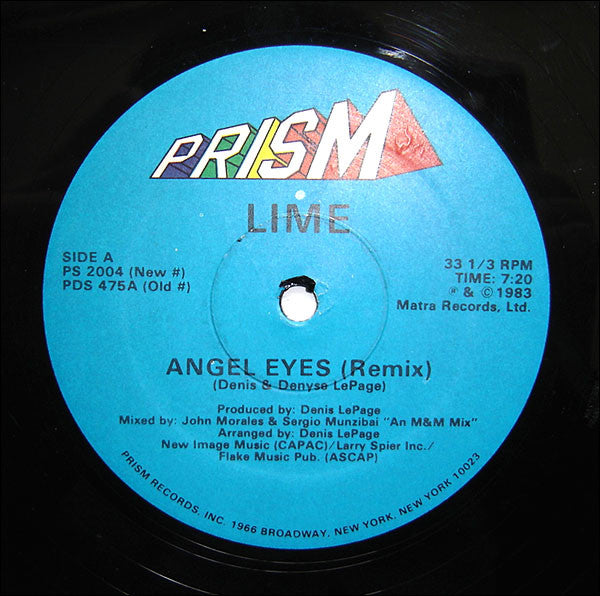 PRISM
LIME
SIDE A
PS 2004 (New #)
PDS 475A (Old #)
33 1/3 RPM
TIME: 7:20
℗ & © 1983
Matra Records, Ltd.
ANGEL EYES (Remix)
(Denis & Denyse LePage)
Produced by: Denis LePage
Mixed by: John Morales & Sergio Munzibai "An M&M Mix"
Arranged by: Denis LePage
New Image Music (CAPAC)/Larry Spier Inc./
Flake Music Pub. (ASCAP)
PRISM RECORDS, INC. 1966 BROADWAY, NEW YORK, NEW YORK 10023